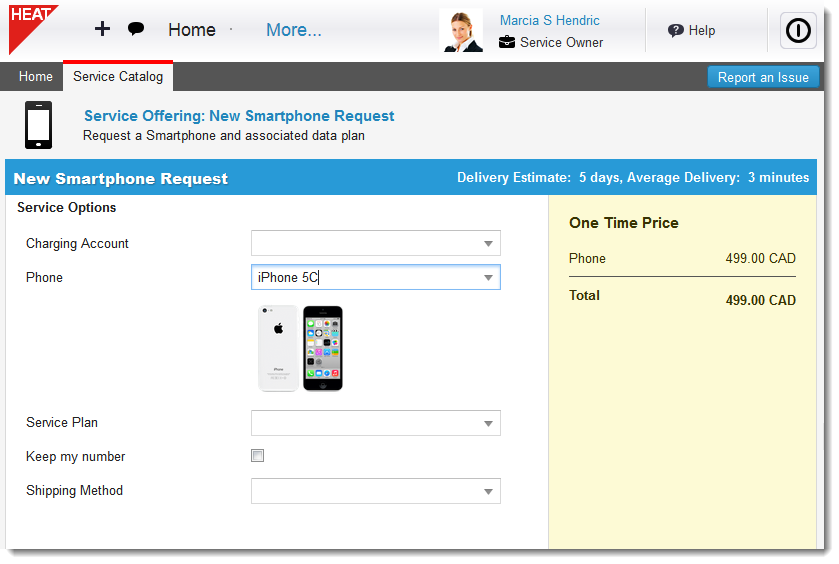 HEAT
Home
More...
Marcia S Hendric
Service Owner
Help
Home
Service Catalog
Report an Issue
Service Offering: New Smartphone Request
Request a Smartphone and associated data plan
New Smartphone Request
Delivery Estimate: 5 days, Average Delivery: 3 minutes
Service Options
Charging Account
Phone
iPhone 5C
Service Plan
Keep my number
Shipping Method
One Time Price
Phone 499.00 CAD
Total 499.00 CAD